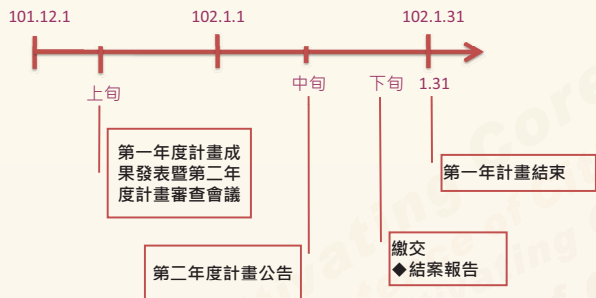 101.12.1
102.1.1
102.1.31
上旬
中旬
下旬
1.31
第一年度計畫成
果發表暨第二年
度計畫審查會議
第一年計畫結束
第二年度計畫公告
繳交
◆結案報告